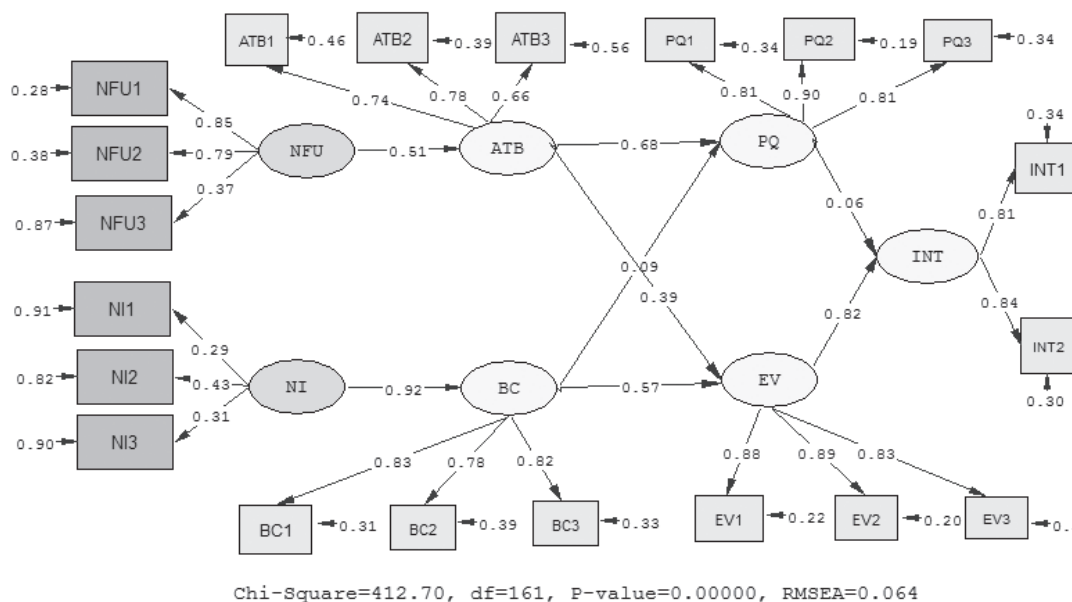 ATB1 0.46 ATB2 0.39 ATB3 0.56 PQ1 0.34 PQ2 0.19 PQ3 0.34
0.28 NFU1
0.74 0.78 0.66 0.81 0.90 0.81
0.85 0.34
0.38 NFU2 0.79 NFU 0.51 ATB 0.68 PQ INT1
0.37
0.87 NFU3 0.06 0.81
INT
0.09
0.91 NI1 0.39 0.82 0.84
0.29 INT2
0.82 NI2 0.43 NI 0.92 BC 0.57 EV
0.31 0.30
0.90 NI3
0.83 0.78 0.82 0.88 0.89 0.83
BC1 0.31 BC2 0.39 BC3 0.33 EV1 0.22 EV2 0.20 EV3 0.
Chi-Square=412.70, df=161, P-value=0.00000, RMSEA=0.064